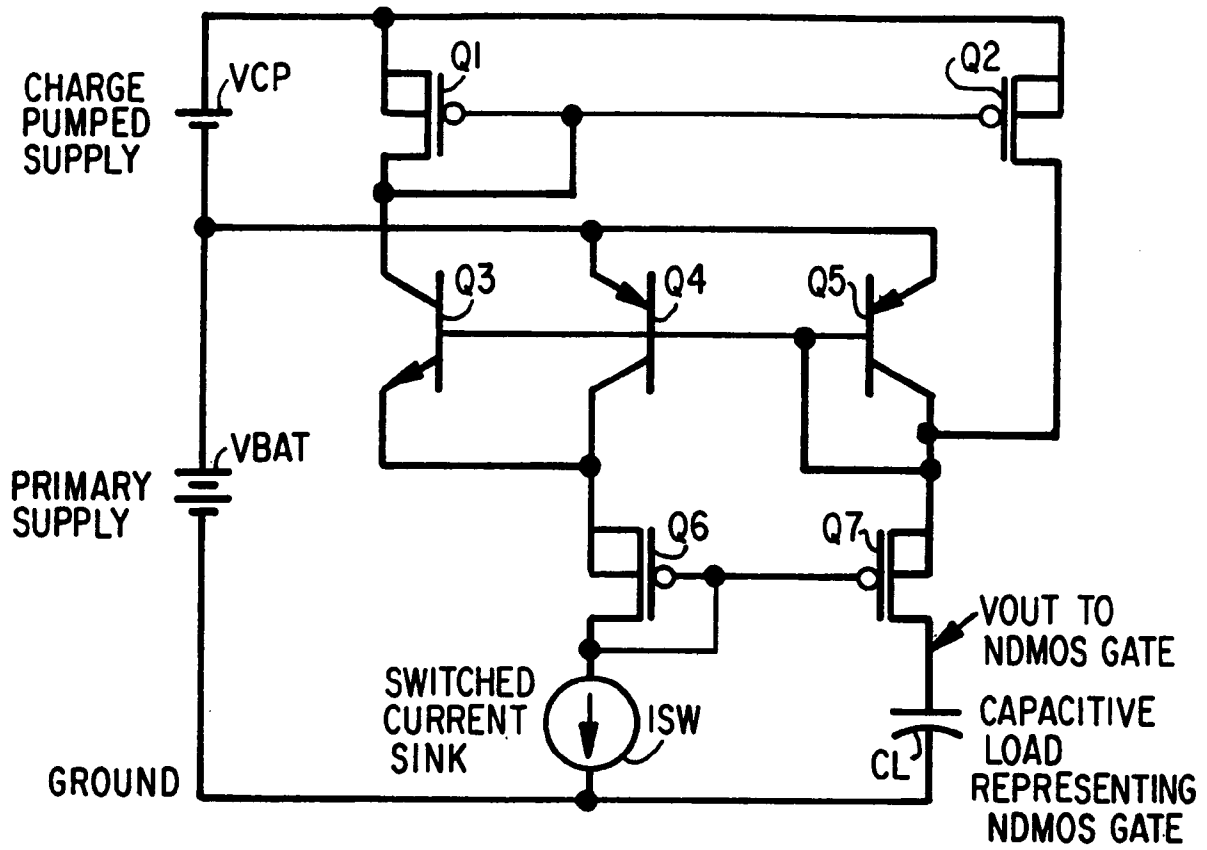 Q1
Q2
CHARGE
PUMPED
SUPPLY
VCP
Q3
Q4
Q5
VBAT
PRIMARY
SUPPLY
Q6
Q7
VOUT TO
NDMOS GATE
SWITCHED
CURRENT
SINK
ISW
CAPACITIVE
LOAD
REPRESENTING
NDMOS GATE
CL
GROUND